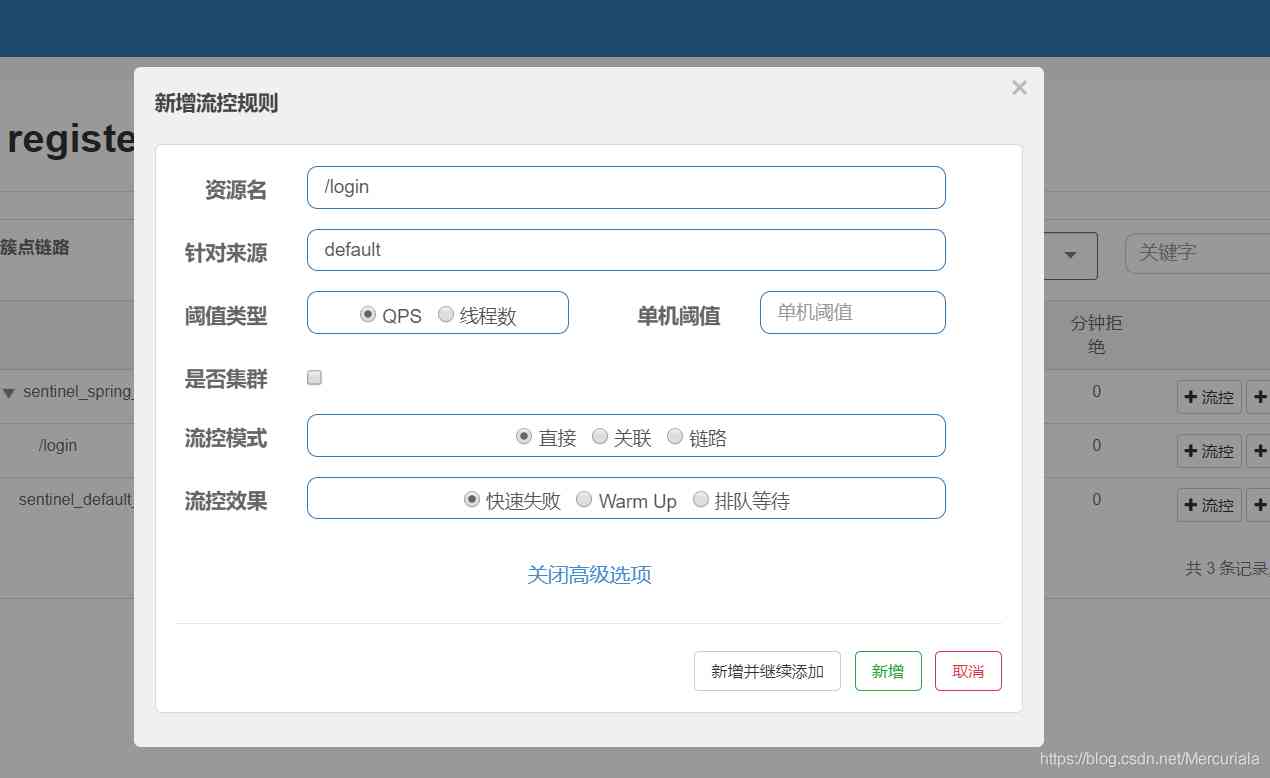 新增流控规则
×
registe
资源名 /login
针对来源 default
簇点链路
关键字
阈值类型 QPS 线程数 单机阈值 单机阈值
分钟拒
绝
是否集群
sentinel_spring_
0
流控
流控模式 直接 关联 链路
/login
0
流控
流控效果 快速失败 Warm Up 排队等待
sentinel_default_
0
流控
关闭高级选项
共 3 条记录
新增并继续添加 新增 取消
https://blog.csdn.net/Mercuriala